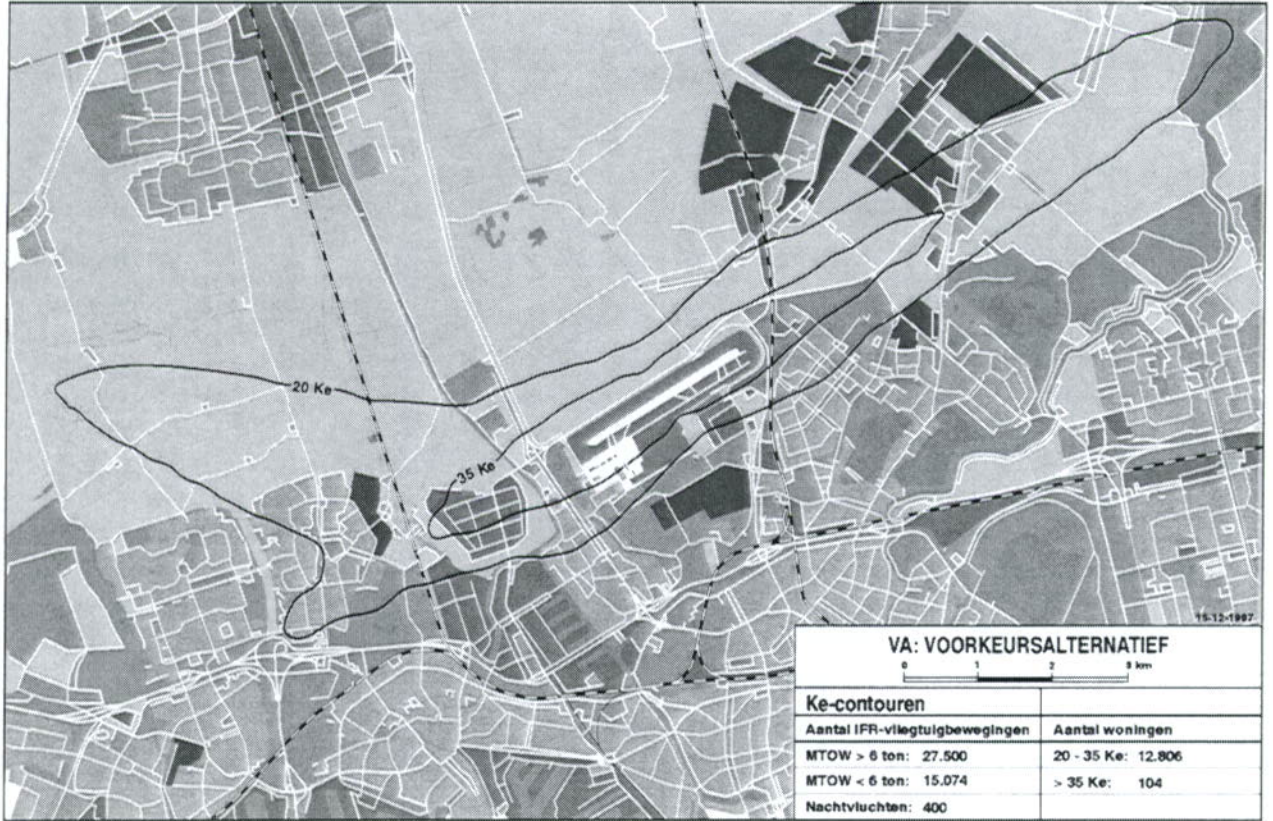 20 Ke
35 Ke
15-12-1997
VA: VOORKEURSALTERNATIEF
0 1 2 3 km
Ke-contouren
Aantal IFR-vliegtuigbewegingen Aantal woningen
MTOW > 6 ton: 27.500 20 - 35 Ke: 12.806
MTOW < 6 ton: 15.074 > 35 Ke: 104
Nachtvluchten: 400